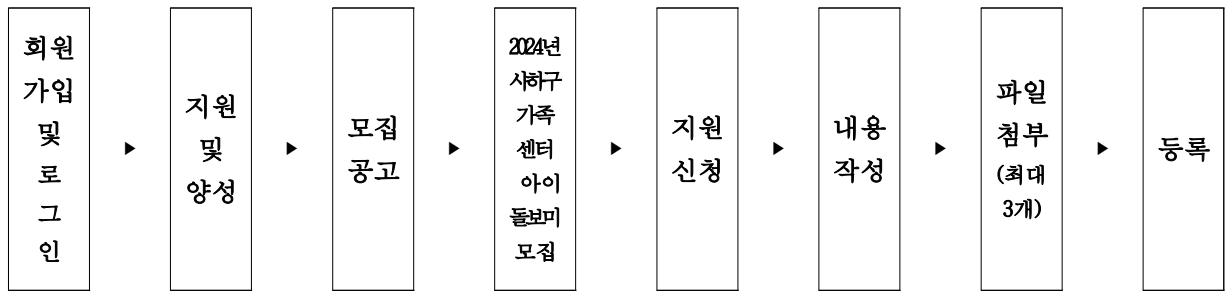 회원
가입
및
로
그
인
▶
지원
및
양성
▶
모집
공고
▶
2024년
사하구
가족
센터
아이
돌보미
모집
▶
지원
신청
▶
내용
작성
▶
파일
첨부
(최대
3개)
▶
등록